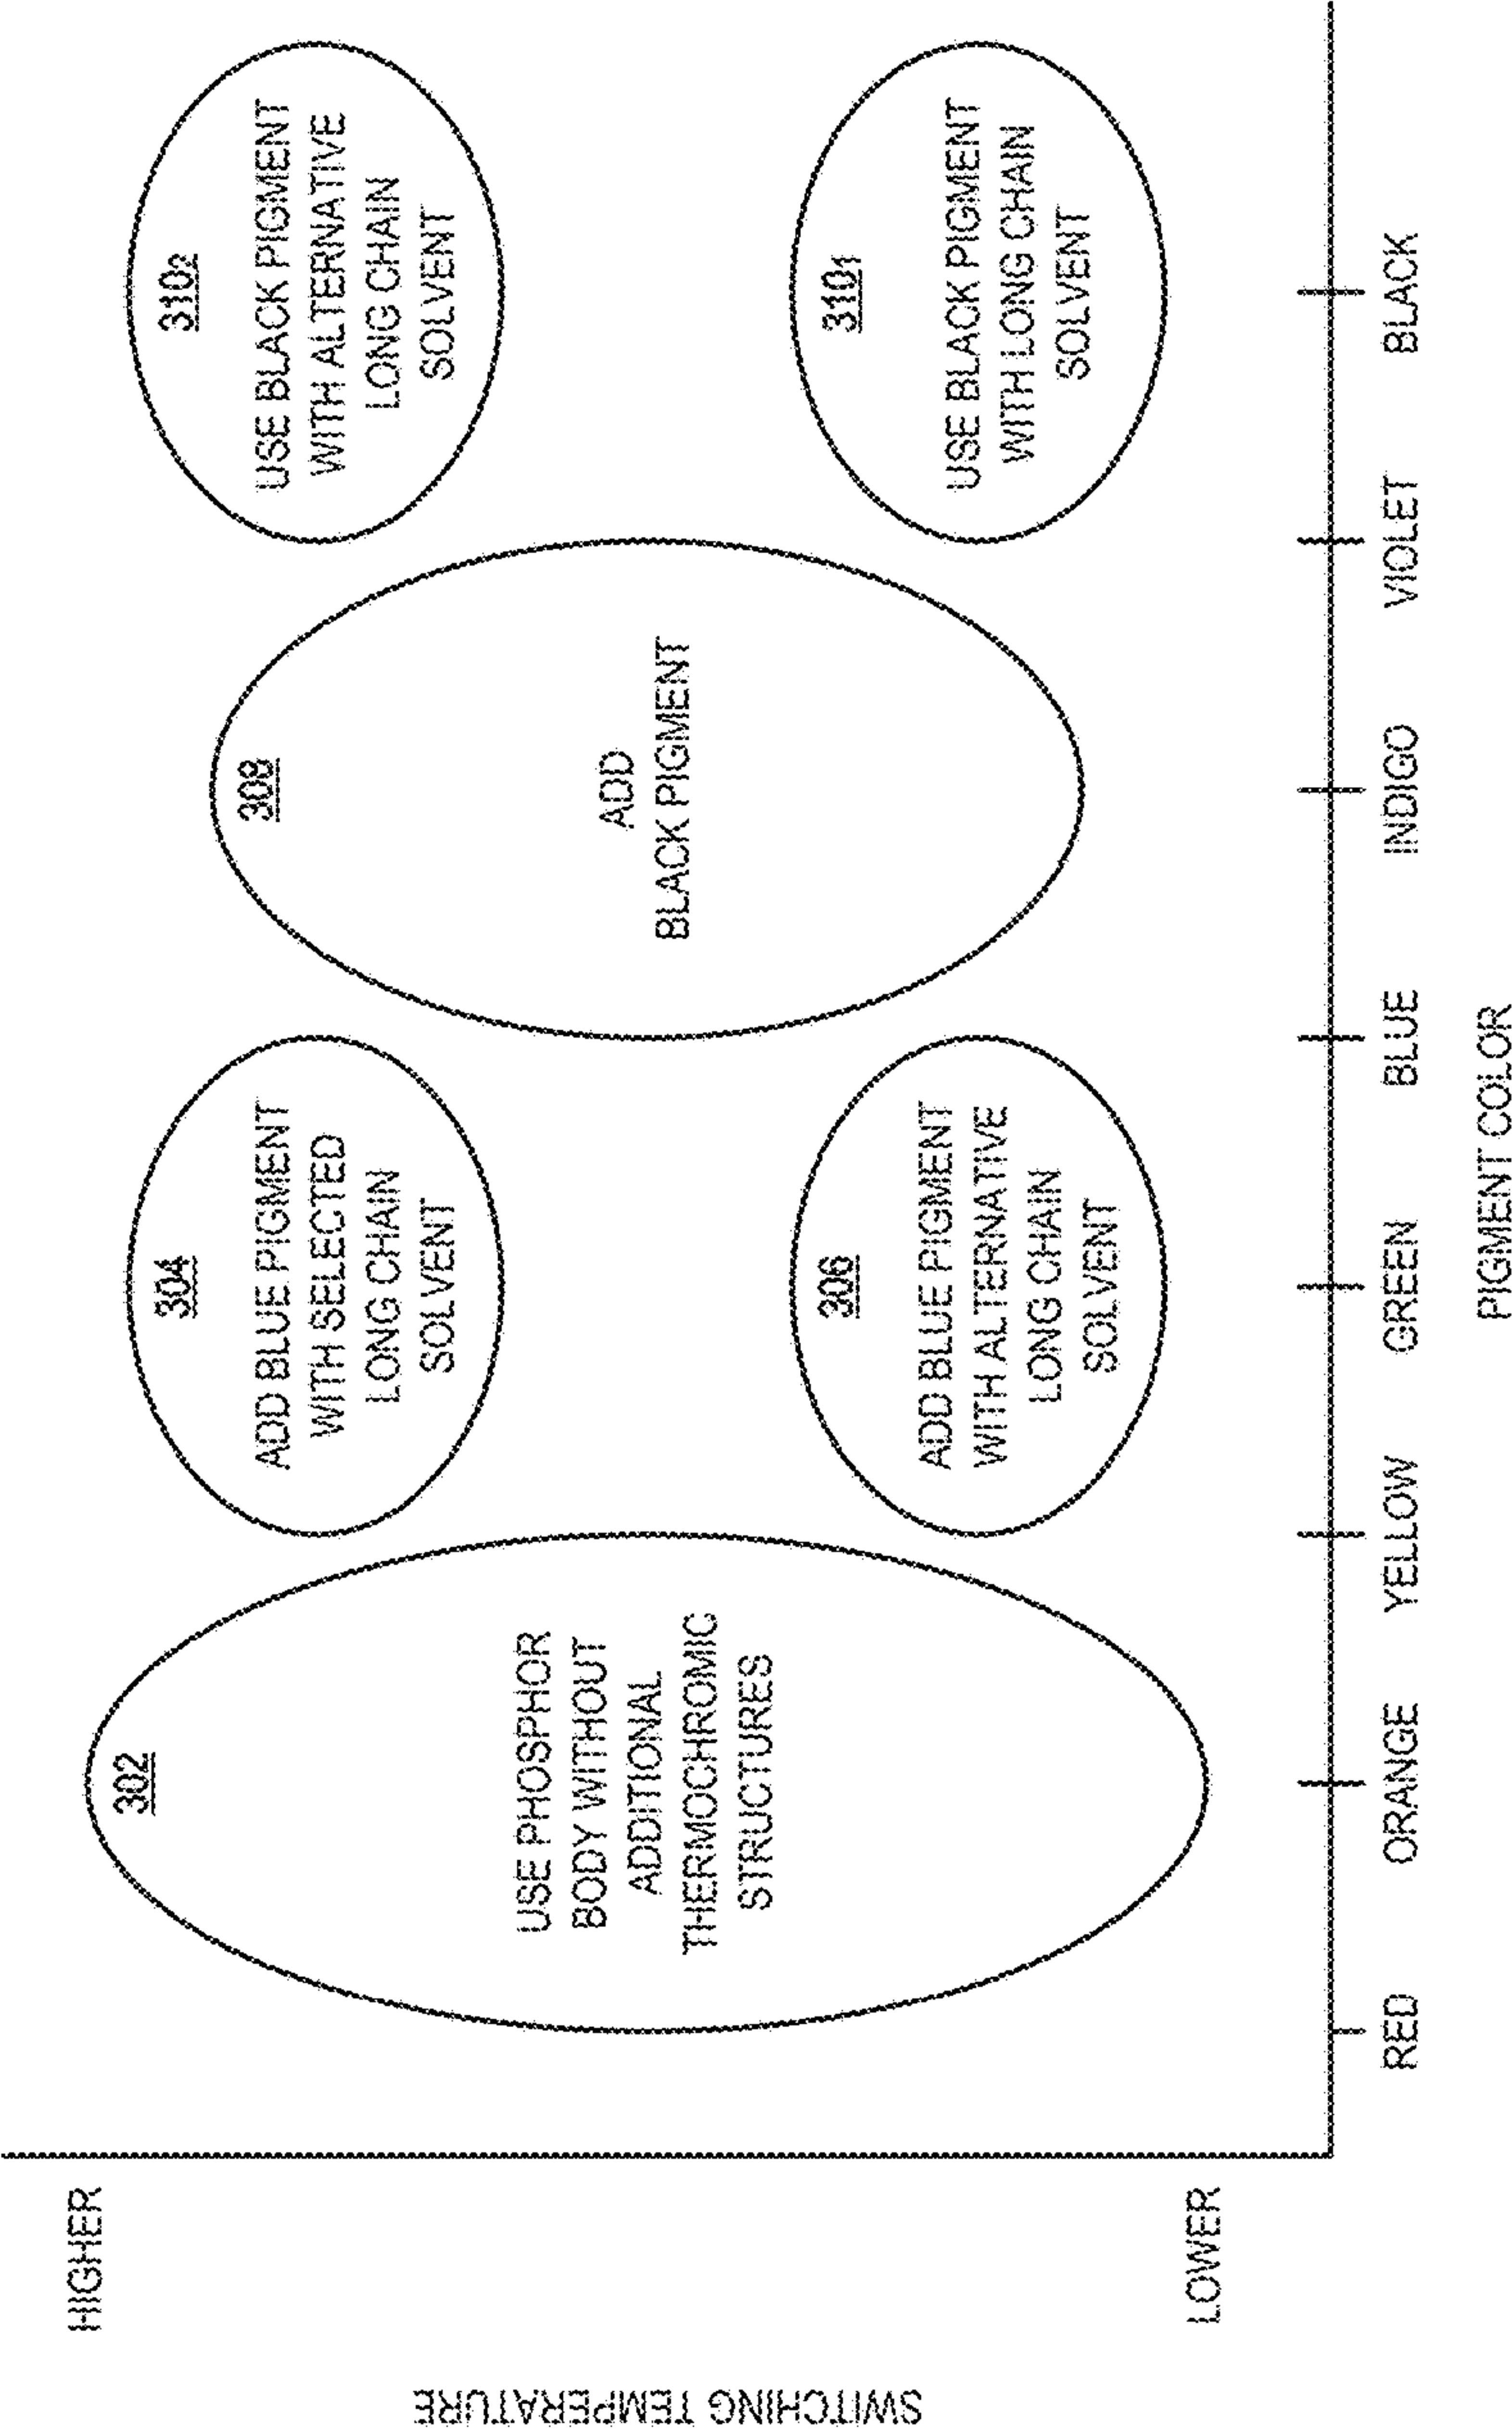 HIGHER
SWITCHING TEMPERATURE
LOWER
302
USE PHOSPHOR
BODY WITHOUT
ADDITIONAL
THERMOCHROMIC
STRUCTURES
304
ADD BLUE PIGMENT
WITH SELECTED
LONG CHAIN
SOLVENT
306
ADD BLUE PIGMENT
WITH ALTERNATIVE
LONG CHAIN
SOLVENT
308
ADD
BLACK PIGMENT
310₂
USE BLACK PIGMENT
WITH ALTERNATIVE
LONG CHAIN
SOLVENT
310₁
USE BLACK PIGMENT
WITH LONG CHAIN
SOLVENT
RED
ORANGE
YELLOW
GREEN
BLUE
INDIGO
VIOLET
BLACK
PIGMENT COLOR